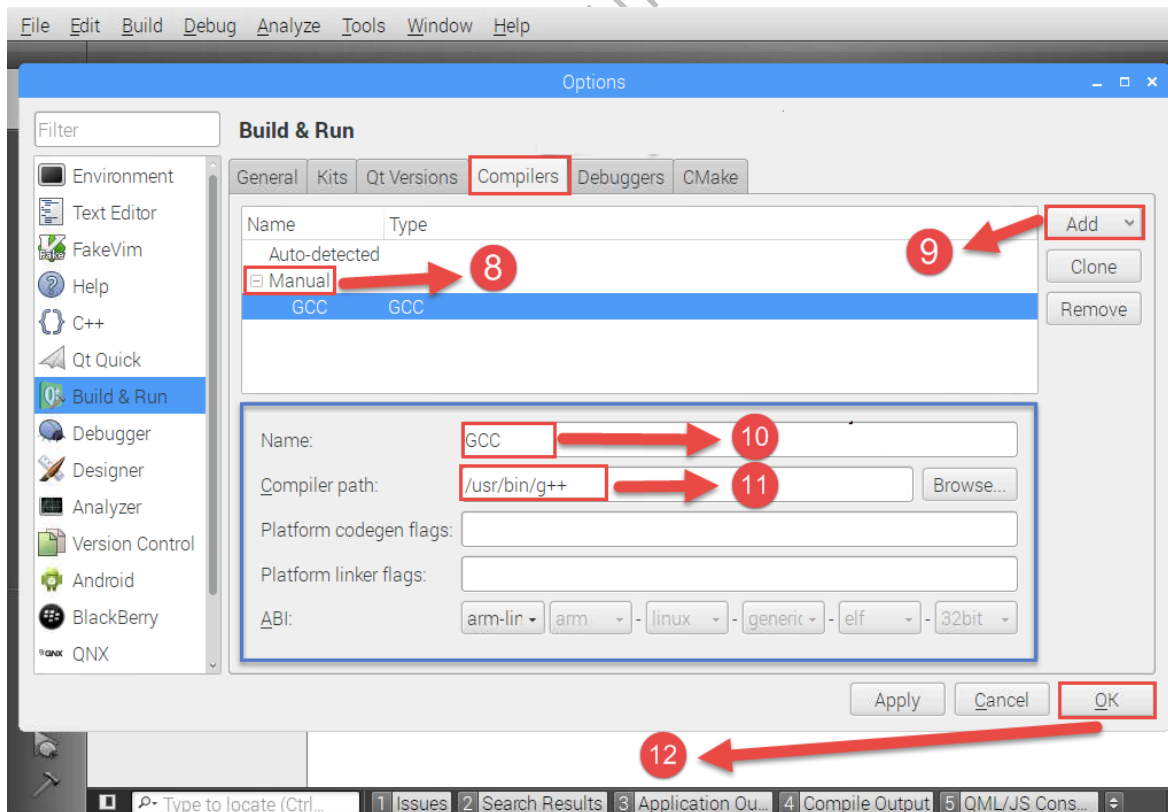 File Edit Build Debug Analyze Tools Window Help
Options
Filter
Build & Run
Environment
Text Editor
FakeVim
Help
C++
Qt Quick
Build & Run
Debugger
Designer
Analyzer
Version Control
Android
BlackBerry
QNX
General Kits Qt Versions Compilers Debuggers CMake
Name Type
Auto-detected
Manual
8
GCC GCC
Add
9
Clone
Remove
Name: GCC
10
Compiler path: /usr/bin/g++
11
Browse...
Platform codegen flags:
Platform linker flags:
ABI: arm-lin arm - linux - generic - elf - 32bit
Apply Cancel OK
12
Type to locate (Ctrl... 1 Issues 2 Search Results 3 Application Ou... 4 Compile Output 5 QML/JS Cons...